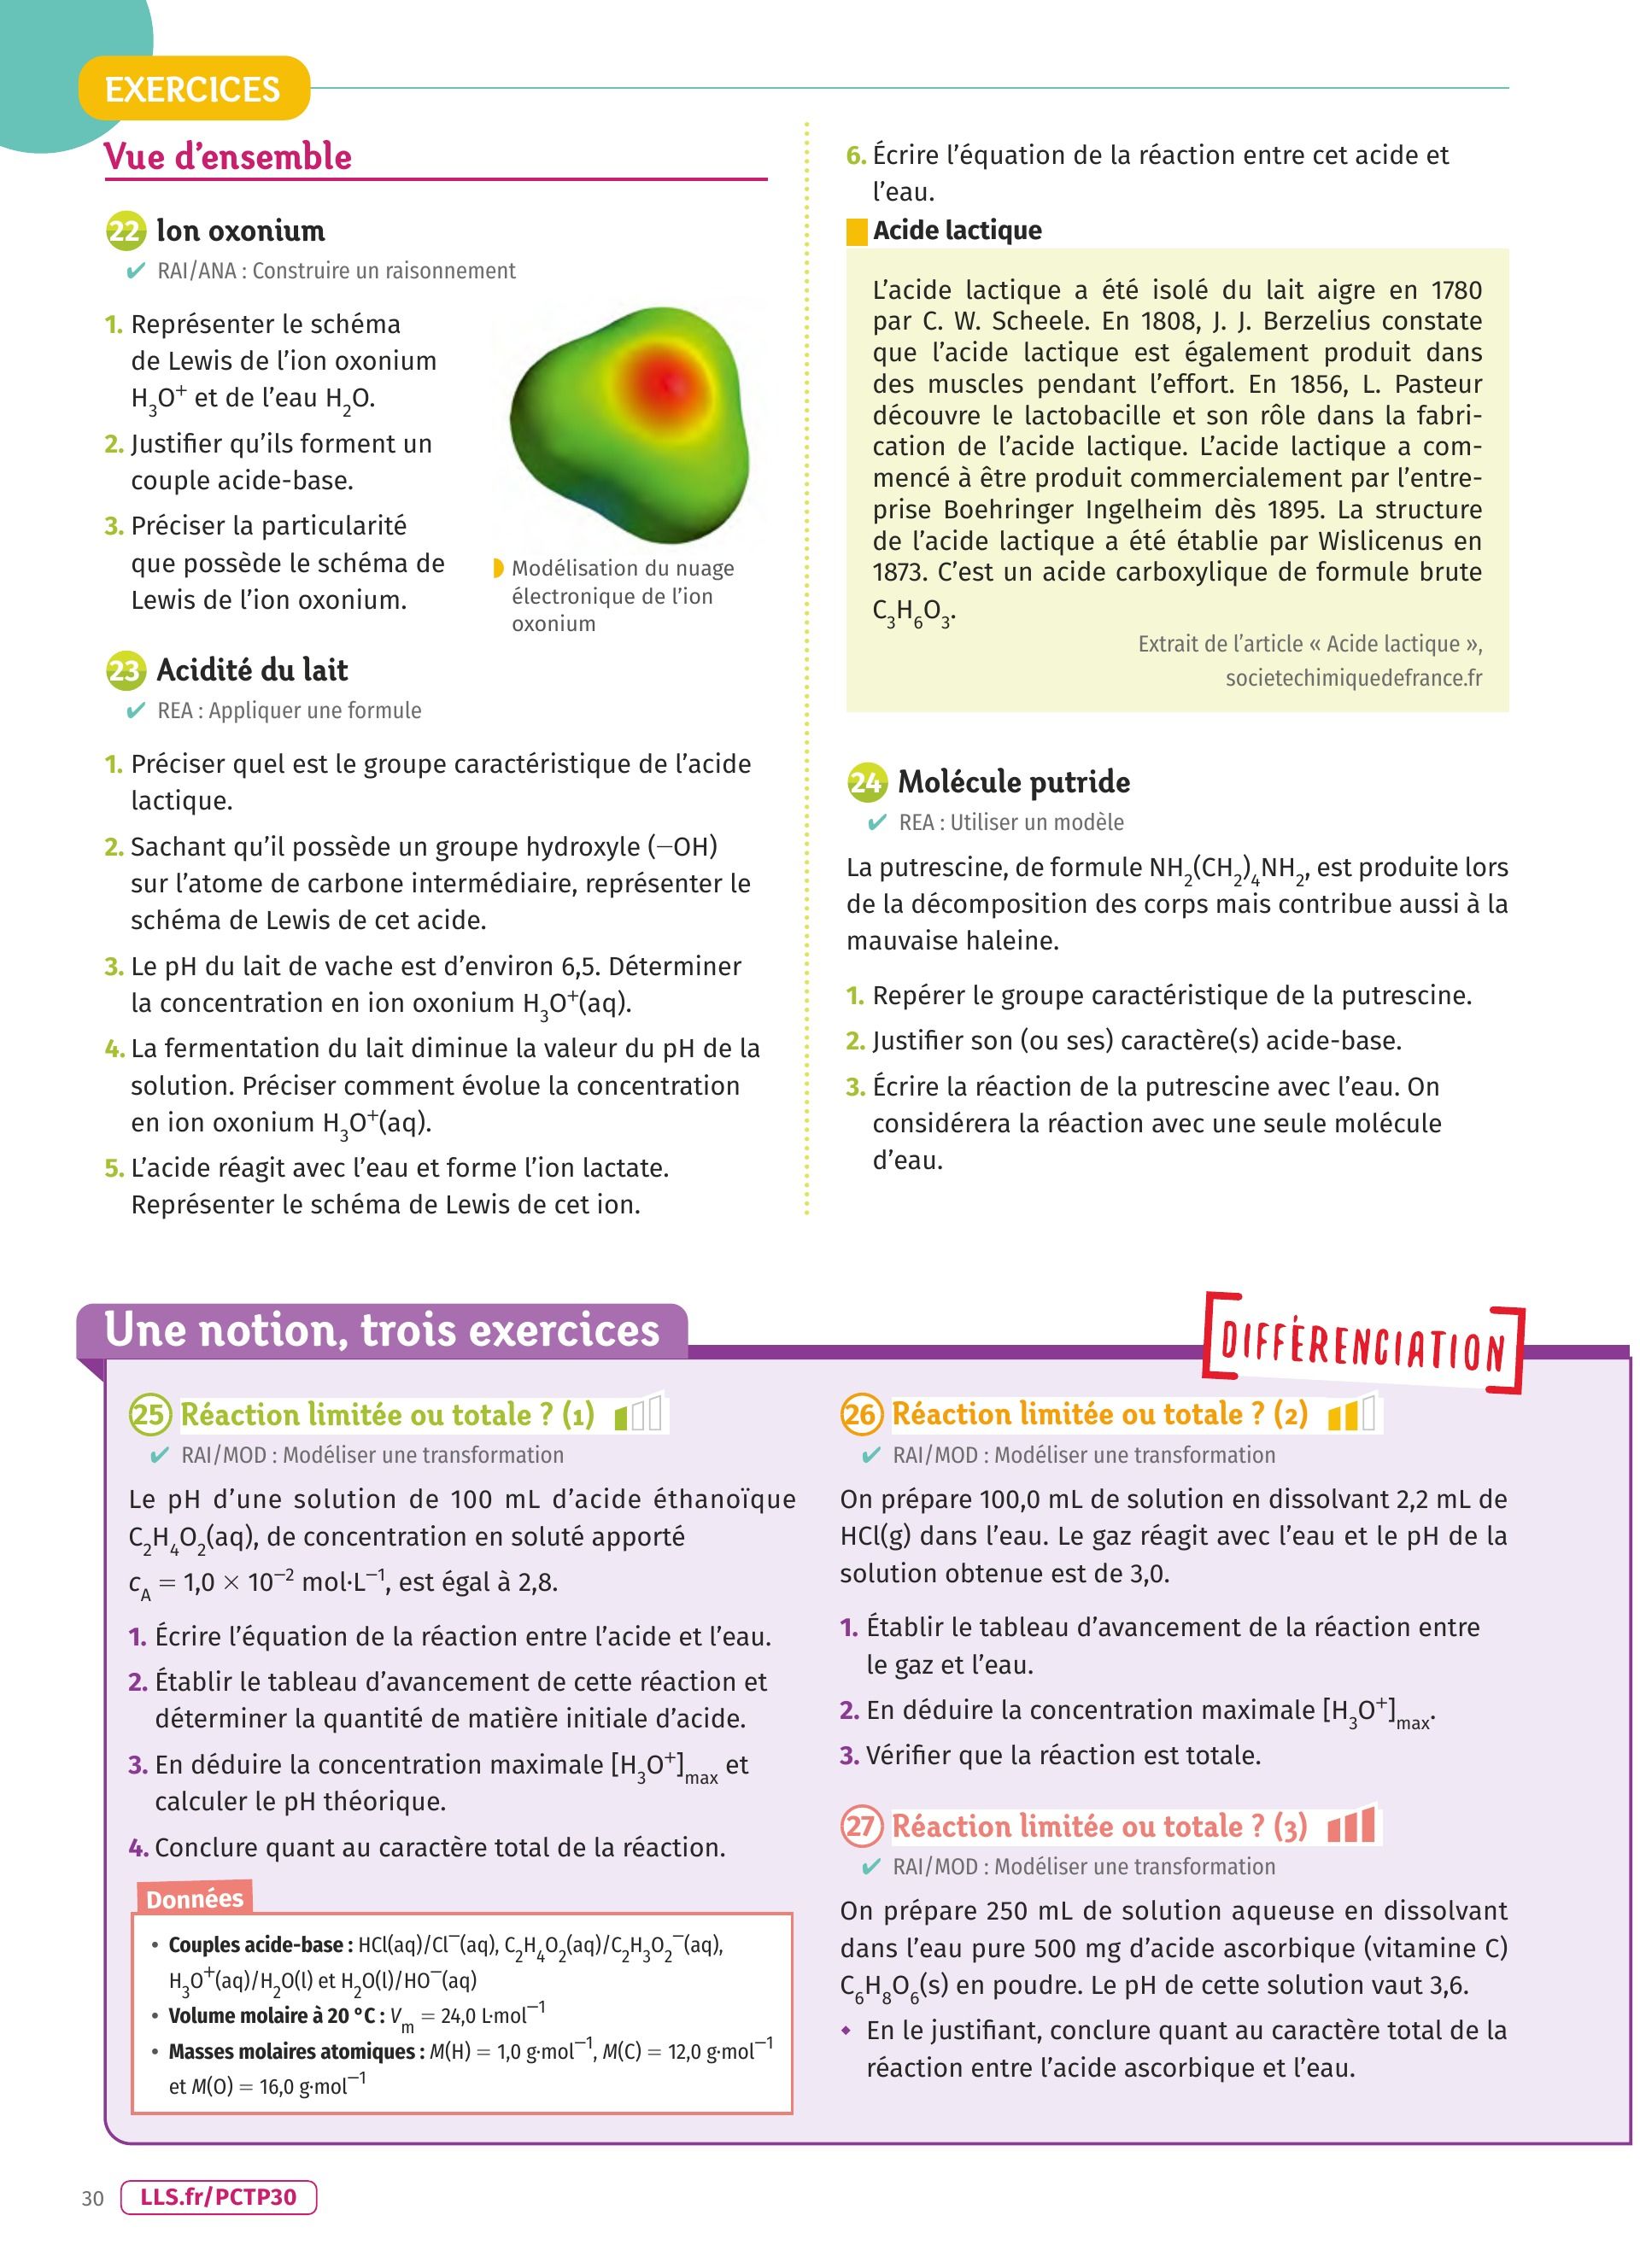 EXERCICES
Vue d'ensemble
22 Ion oxonium
✔ RAI/ANA : Construire un raisonnement
1. Représenter le schéma
de Lewis de l'ion oxonium
H₃O⁺ et de l'eau H₂O.
2. Justifier qu'ils forment un
couple acide-base.
3. Préciser la particularité
que possède le schéma de
Lewis de l'ion oxonium.
Modélisation du nuage
électronique de l'ion
oxonium
23 Acidité du lait
✔ REA : Appliquer une formule
1. Préciser quel est le groupe caractéristique de l'acide
lactique.
2. Sachant qu'il possède un groupe hydroxyle (—OH)
sur l'atome de carbone intermédiaire, représenter le
schéma de Lewis de cet acide.
3. Le pH du lait de vache est d'environ 6,5. Déterminer
la concentration en ion oxonium H₃O⁺(aq).
4. La fermentation du lait diminue la valeur du pH de la
solution. Préciser comment évolue la concentration
en ion oxonium H₃O⁺(aq).
5. L'acide réagit avec l'eau et forme l'ion lactate.
Représenter le schéma de Lewis de cet ion.
6. Écrire l'équation de la réaction entre cet acide et
l'eau.
Acide lactique
L'acide lactique a été isolé du lait aigre en 1780
par C. W. Scheele. En 1808, J. J. Berzelius constate
que l'acide lactique est également produit dans
des muscles pendant l'effort. En 1856, L. Pasteur
découvre le lactobacille et son rôle dans la fabri-
cation de l'acide lactique. L'acide lactique a com-
mencé à être produit commercialement par l'entre-
prise Boehringer Ingelheim dès 1895. La structure
de l'acide lactique a été établie par Wislicenus en
1873. C'est un acide carboxylique de formule brute
C₃H₆O₃.
Extrait de l'article « Acide lactique »,
societechimiquedefrance.fr
24 Molécule putride
✔ REA : Utiliser un modèle
La putrescine, de formule NH₂(CH₂)₄NH₂, est produite lors
de la décomposition des corps mais contribue aussi à la
mauvaise haleine.
1. Repérer le groupe caractéristique de la putrescine.
2. Justifier son (ou ses) caractère(s) acide-base.
3. Écrire la réaction de la putrescine avec l'eau. On
considérera la réaction avec une seule molécule
d'eau.
Une notion, trois exercices
DIFFÉRENCIATION
25 Réaction limitée ou totale ? (1)
✔ RAI/MOD : Modéliser une transformation
Le pH d'une solution de 100 mL d'acide éthanoïque
C₂H₄O₂(aq), de concentration en soluté apporté
c_A = 1,0 × 10⁻² mol·L⁻¹, est égal à 2,8.
1. Écrire l'équation de la réaction entre l'acide et l'eau.
2. Établir le tableau d'avancement de cette réaction et
déterminer la quantité de matière initiale d'acide.
3. En déduire la concentration maximale [H₃O⁺]max et
calculer le pH théorique.
4. Conclure quant au caractère total de la réaction.
Données
• Couples acide-base : HCl(aq)/Cl⁻(aq), C₂H₄O₂(aq)/C₂H₃O₂⁻(aq),
H₃O⁺(aq)/H₂O(l) et H₂O(l)/HO⁻(aq)
• Volume molaire à 20 °C : Vₘ = 24,0 L·mol⁻¹
• Masses molaires atomiques : M(H) = 1,0 g·mol⁻¹, M(C) = 12,0 g·mol⁻¹
et M(O) = 16,0 g·mol⁻¹
26 Réaction limitée ou totale ? (2)
✔ RAI/MOD : Modéliser une transformation
On prépare 100,0 mL de solution en dissolvant 2,2 mL de
HCl(g) dans l'eau. Le gaz réagit avec l'eau et le pH de la
solution obtenue est de 3,0.
1. Établir le tableau d'avancement de la réaction entre
le gaz et l'eau.
2. En déduire la concentration maximale [H₃O⁺]max.
3. Vérifier que la réaction est totale.
27 Réaction limitée ou totale ? (3)
✔ RAI/MOD : Modéliser une transformation
On prépare 250 mL de solution aqueuse en dissolvant
dans l'eau pure 500 mg d'acide ascorbique (vitamine C)
C₆H₈O₆(s) en poudre. Le pH de cette solution vaut 3,6.
◆ En le justifiant, conclure quant au caractère total de la
réaction entre l'acide ascorbique et l'eau.
30 LLS.fr/PCTP30